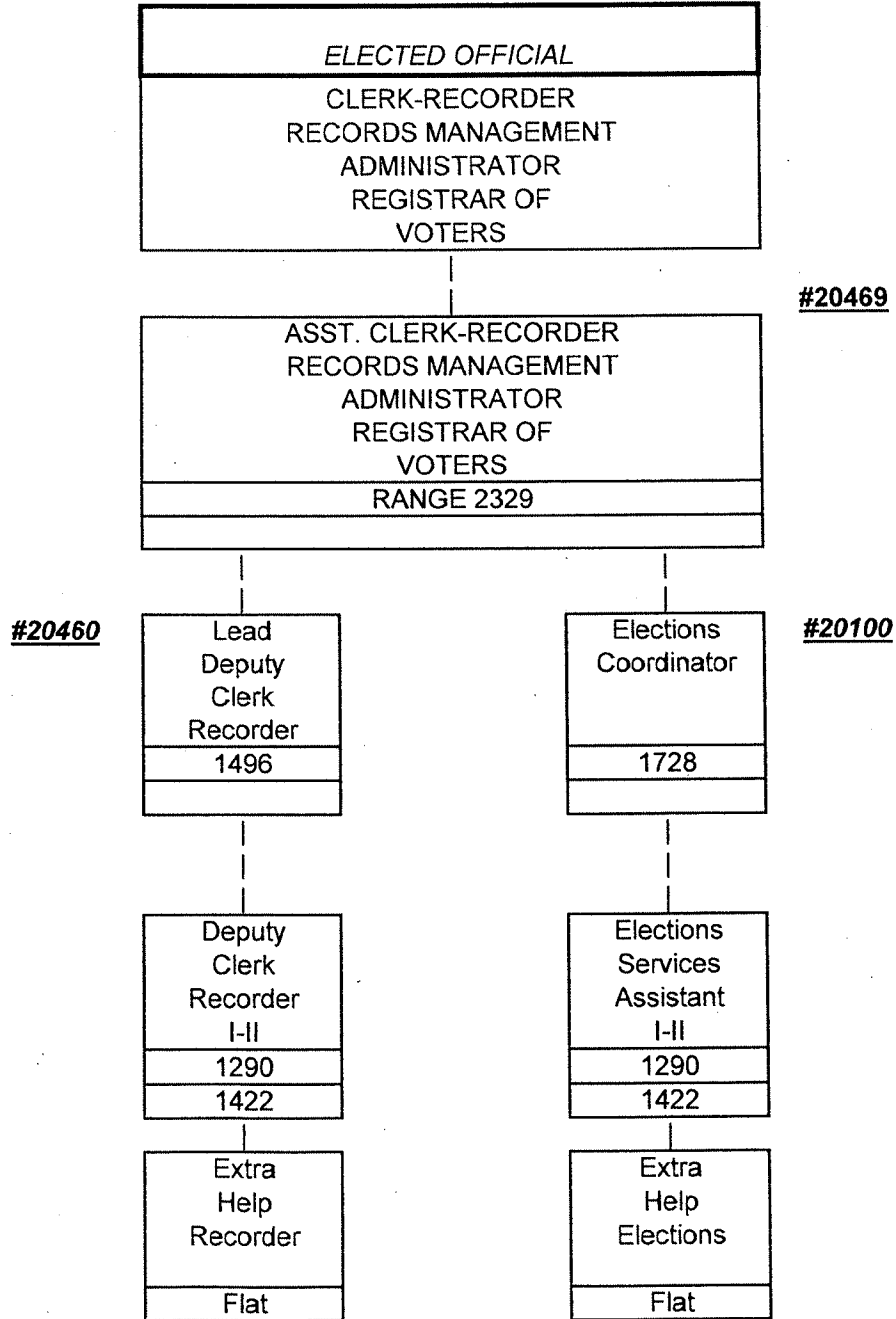 ELECTED OFFICIAL
CLERK-RECORDER
RECORDS MANAGEMENT
ADMINISTRATOR
REGISTRAR OF
VOTERS
#20469
ASST. CLERK-RECORDER
RECORDS MANAGEMENT
ADMINISTRATOR
REGISTRAR OF
VOTERS
RANGE 2329
#20460
Lead
Deputy
Clerk
Recorder
1496
Elections
Coordinator
1728
#20100
Deputy
Clerk
Recorder
I-II
1290
1422
Elections
Services
Assistant
I-II
1290
1422
Extra
Help
Recorder
Flat
Extra
Help
Elections
Flat